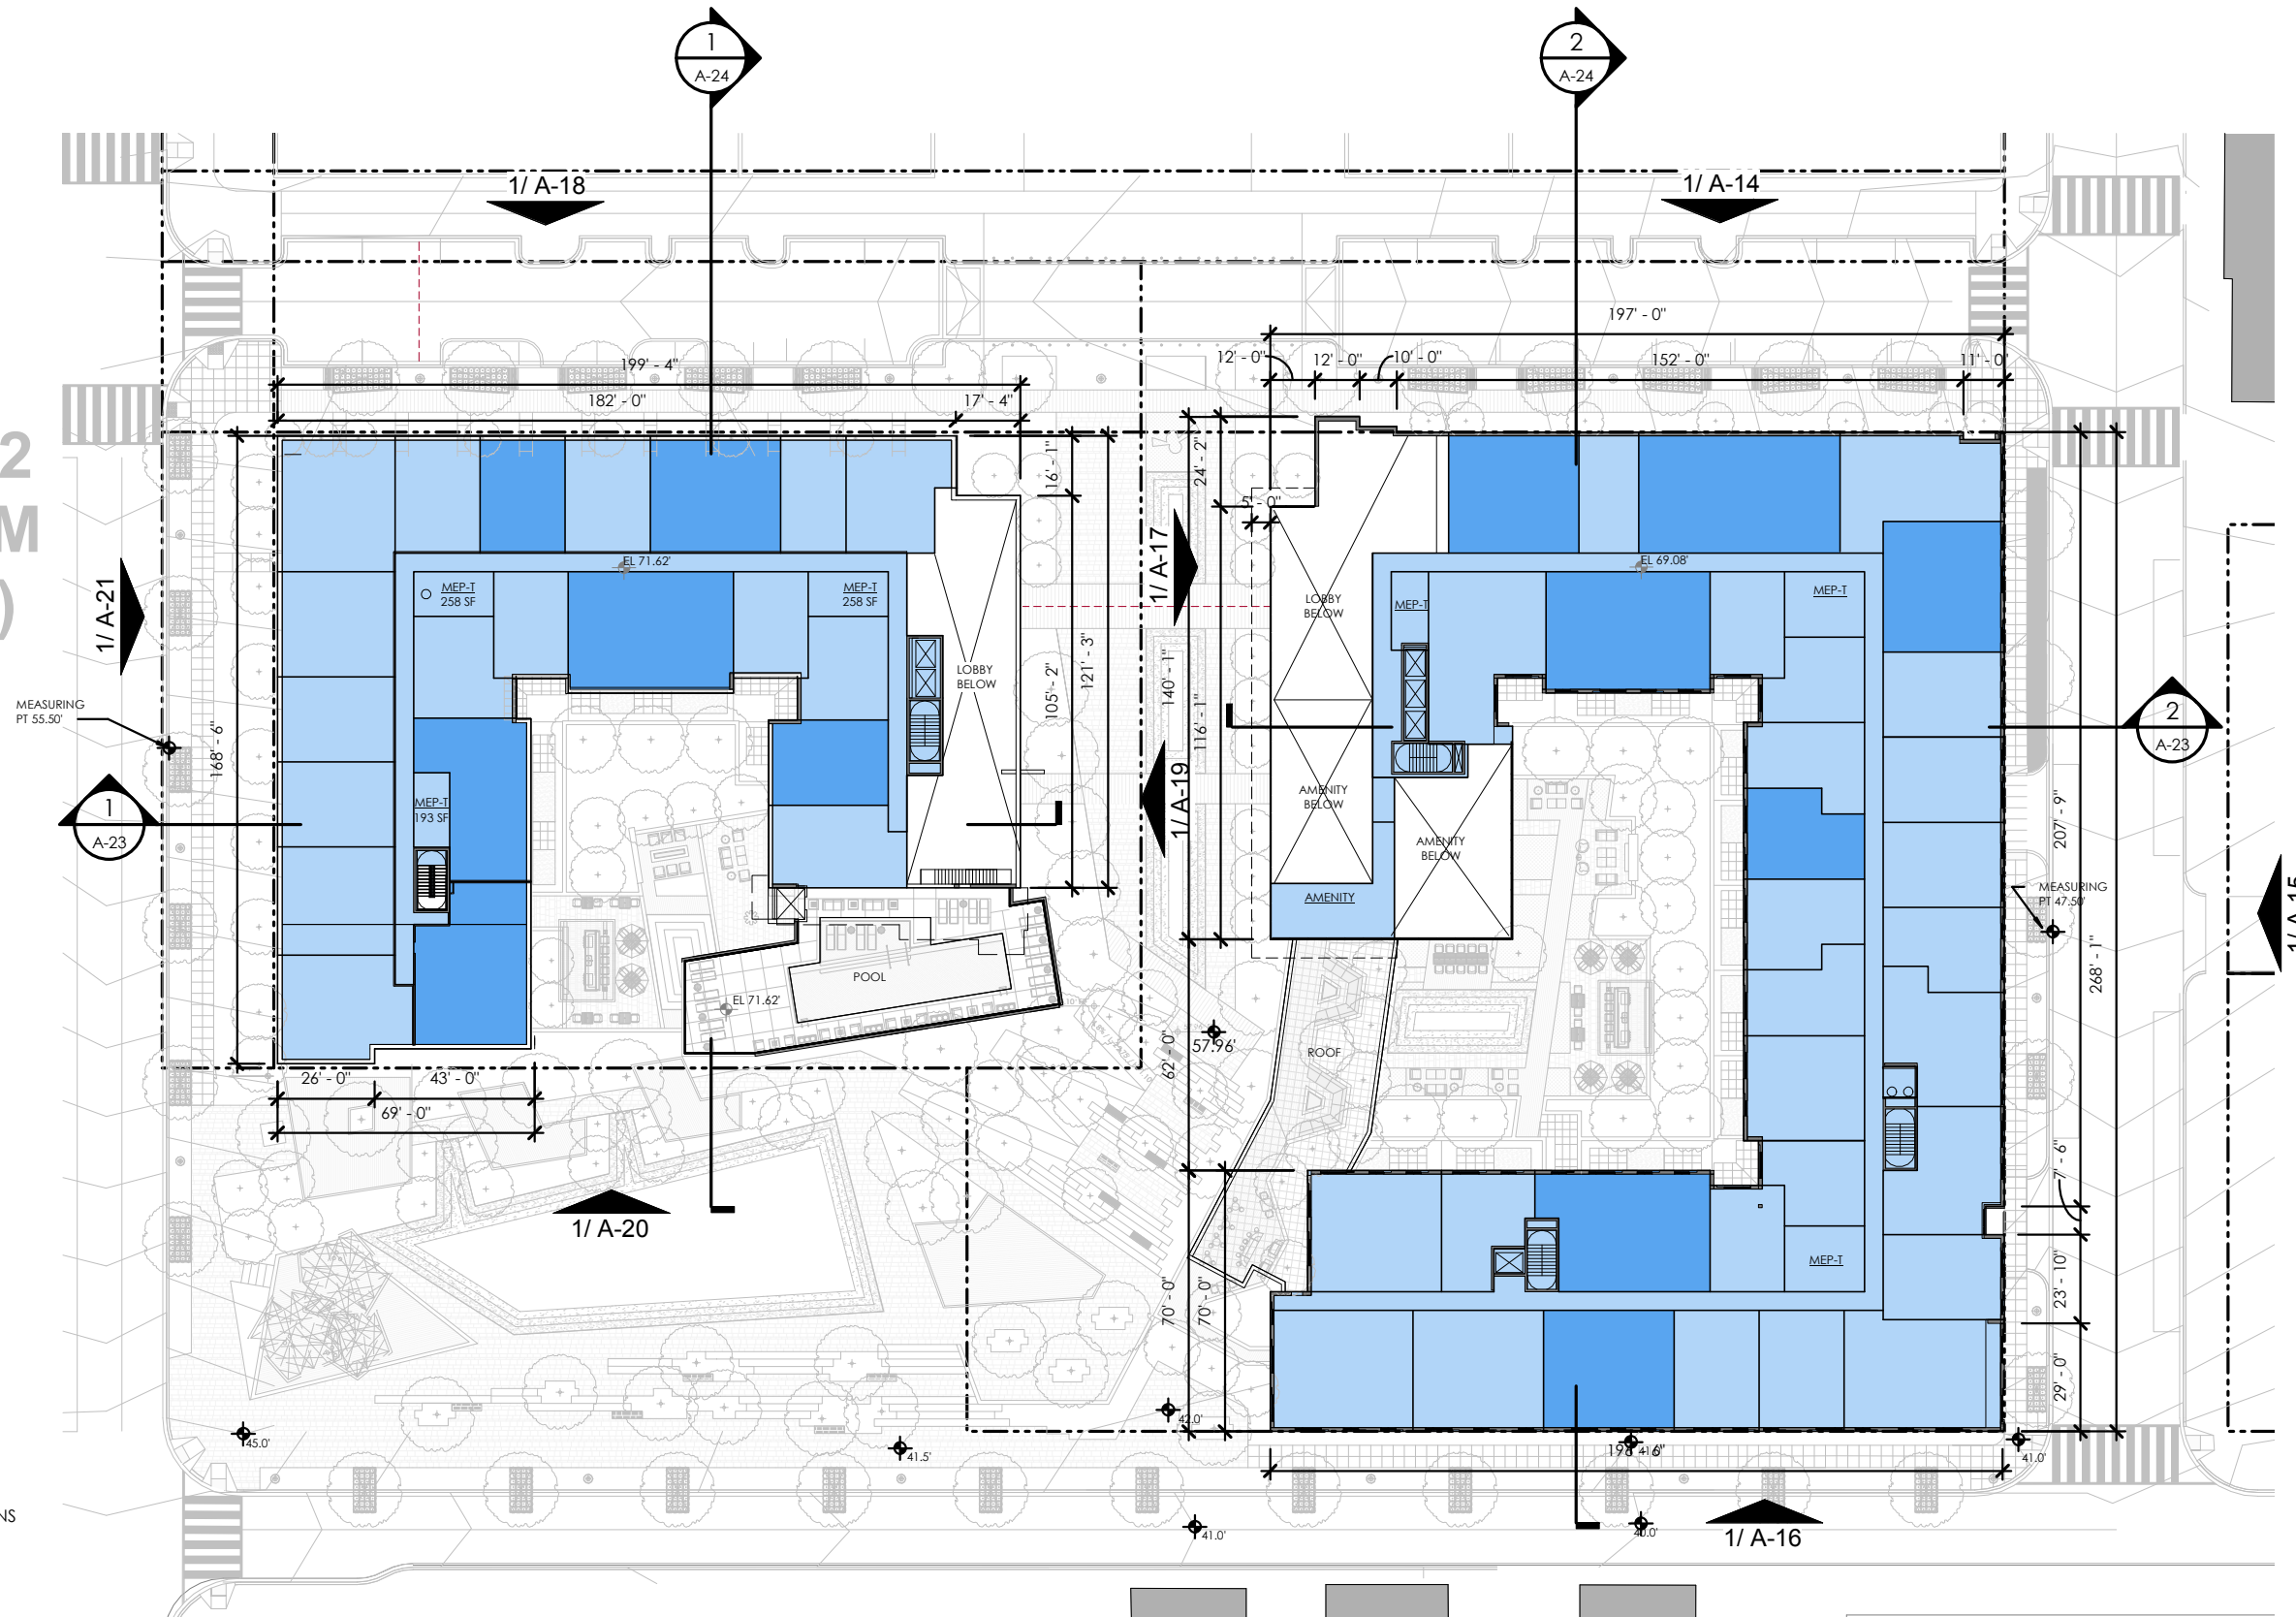 1
A-24
2
A-24
1/ A-18
1/ A-14
197' - 0"
12' - 0"
12' - 0"
10' - 0"
152' - 0"
11' - 0"
199' - 4"
182' - 0"
17' - 4"
2
M
)
16' - 1"
24' - 2"
5' - 0"
1/ A-17
1/ A-21
EL 71.62'
EL 69.08'
MEP-T
258 SF
MEP-T
258 SF
LOBBY
BELOW
MEP-T
MEP-T
LOBBY
BELOW
121' - 3"
105' - 2"
140' - 1"
116' - 1"
MEASURING
PT 55.50'
168' - 6"
2
A-23
1
A-23
MEP-T
193 SF
1/ A-19
AMENITY
BELOW
AMENITY
BELOW
207' - 9"
268' - 1"
MEASURING
PT 47.50'
1/ A-15
AMENITY
POOL
EL 71.62'
57.96'
62' - 0"
ROOF
26' - 0"
43' - 0"
69' - 0"
7' - 6"
1/ A-20
MEP-T
23' - 10"
70' - 0"
70' - 0"
29' - 0"
45.0'
41.5'
42.0'
41.0'
41.0'
40.0'
1/ A-16
NS